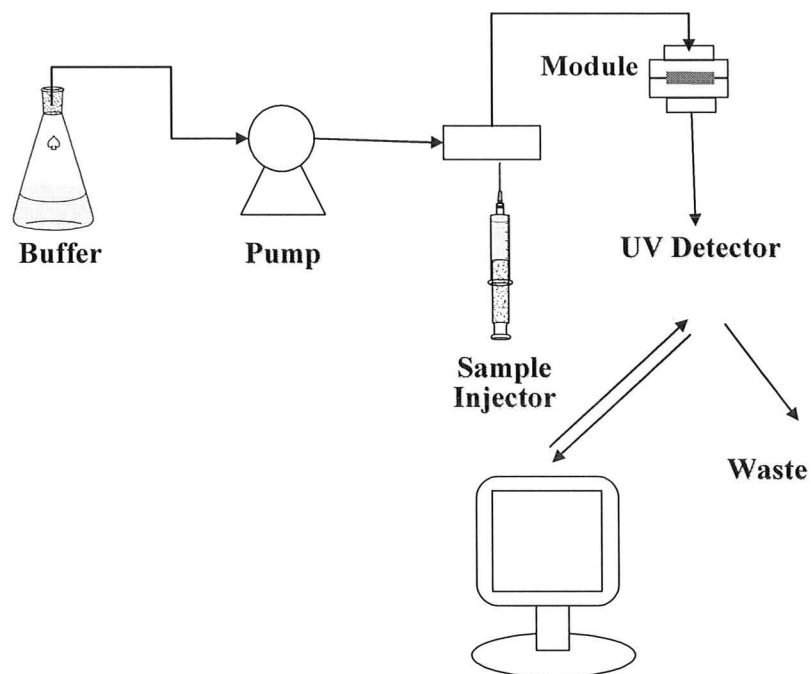 Module
Buffer
Pump
UV Detector
Sample
Injector
Waste